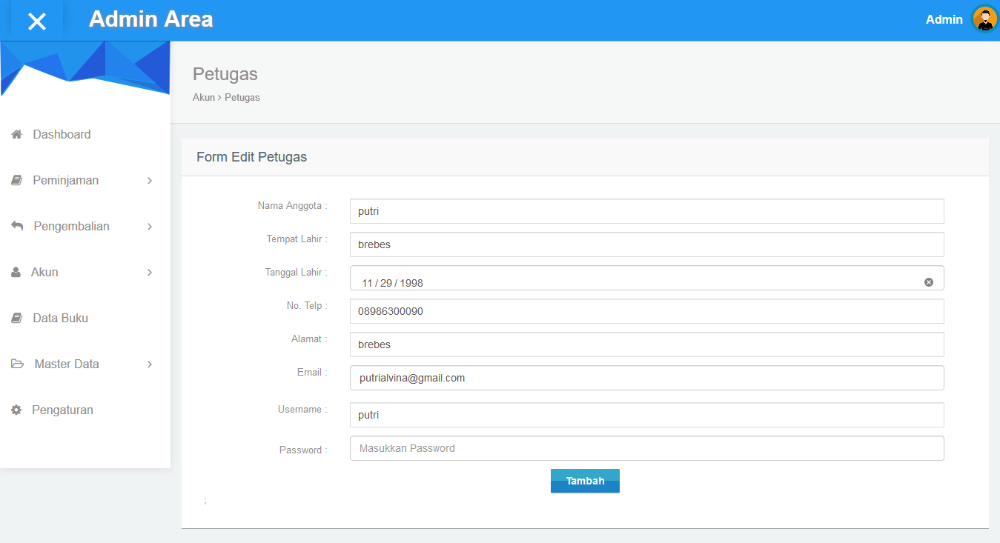 Admin Area
Admin
Petugas
Akun > Petugas
Dashboard
Peminjaman
Pengembalian
Akun
Data Buku
Master Data
Pengaturan
Form Edit Petugas
Nama Anggota : putri
Tempat Lahir : brebes
Tanggal Lahir : 11 / 29 / 1998
No. Telp : 08986300090
Alamat : brebes
Email : putrialvina@gmail.com
Username : putri
Password : Masukkan Password
Tambah
;